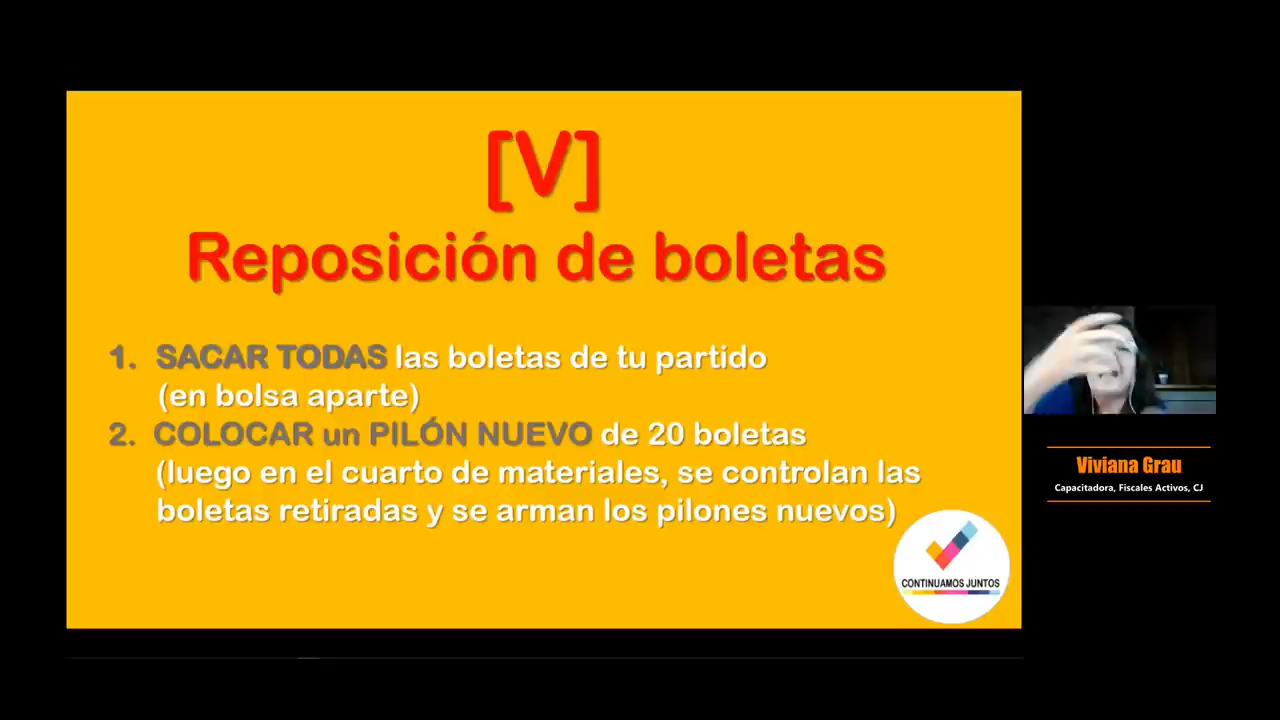 [V]
Reposición de boletas
1. SACAR TODAS las boletas de tu partido
(en bolsa aparte)
2. COLOCAR un PILÓN NUEVO de 20 boletas
(luego en el cuarto de materiales, se controlan las
boletas retiradas y se arman los pilones nuevos)
CONTINUAMOS JUNTOS
Viviana Grau
Capacitadora, Fiscales Activos, CJ